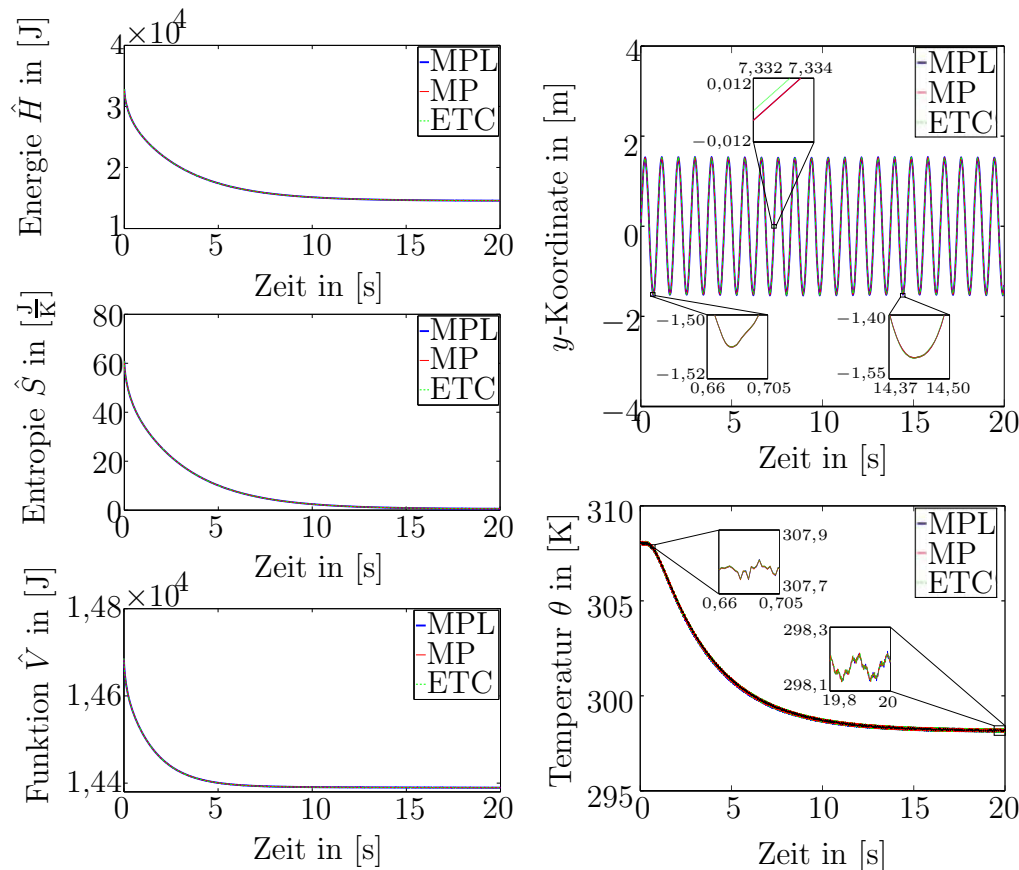 Energie Ĥ in [J]
×10⁴
4
3
2
1
0
5
10
15
20
Zeit in [s]
MPL
MP
ETC
Entropie Ŝ in [J/K]
80
60
40
20
0
0
5
10
15
20
Zeit in [s]
MPL
MP
ETC
Funktion V̂ in [J]
×10⁴
1,48
1,46
1,44
0
5
10
15
20
Zeit in [s]
MPL
MP
ETC
y-Koordinate in [m]
4
2
0
−2
−4
0
5
10
15
20
Zeit in [s]
MPL
MP
ETC
7,332 7,334
0,012
−0,012
−1,50
−1,52
0,66 0,705
−1,40
−1,55
14,37 14,50
Temperatur θ in [K]
310
305
300
295
0
5
10
15
20
Zeit in [s]
MPL
MP
ETC
307,9
307,7
0,66 0,705
298,3
298,1
19,8 20